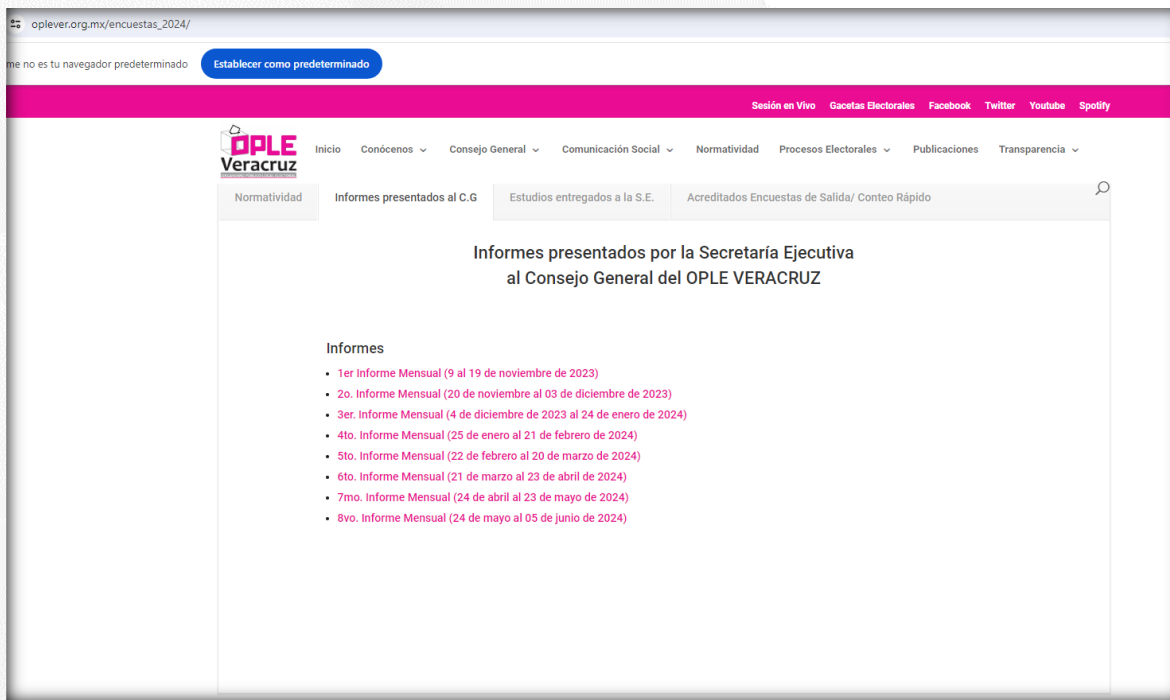 oplever.org.mx/encuestas_2024/
me no es tu navegador predeterminado Establecer como predeterminado
Sesión en Vivo Gacetas Electorales Facebook Twitter Youtube Spotify
OPLE
Veracruz
Inicio Conócenos Consejo General Comunicación Social Normatividad Procesos Electorales Publicaciones Transparencia
Normatividad Informes presentados al C.G Estudios entregados a la S.E. Acreditados Encuestas de Salida/ Conteo Rápido
Informes presentados por la Secretaría Ejecutiva
al Consejo General del OPLE VERACRUZ
Informes
• 1er Informe Mensual (9 al 19 de noviembre de 2023)
• 2o. Informe Mensual (20 de noviembre al 03 de diciembre de 2023)
• 3er. Informe Mensual (4 de diciembre de 2023 al 24 de enero de 2024)
• 4to. Informe Mensual (25 de enero al 21 de febrero de 2024)
• 5to. Informe Mensual (22 de febrero al 20 de marzo de 2024)
• 6to. Informe Mensual (21 de marzo al 23 de abril de 2024)
• 7mo. Informe Mensual (24 de abril al 23 de mayo de 2024)
• 8vo. Informe Mensual (24 de mayo al 05 de junio de 2024)